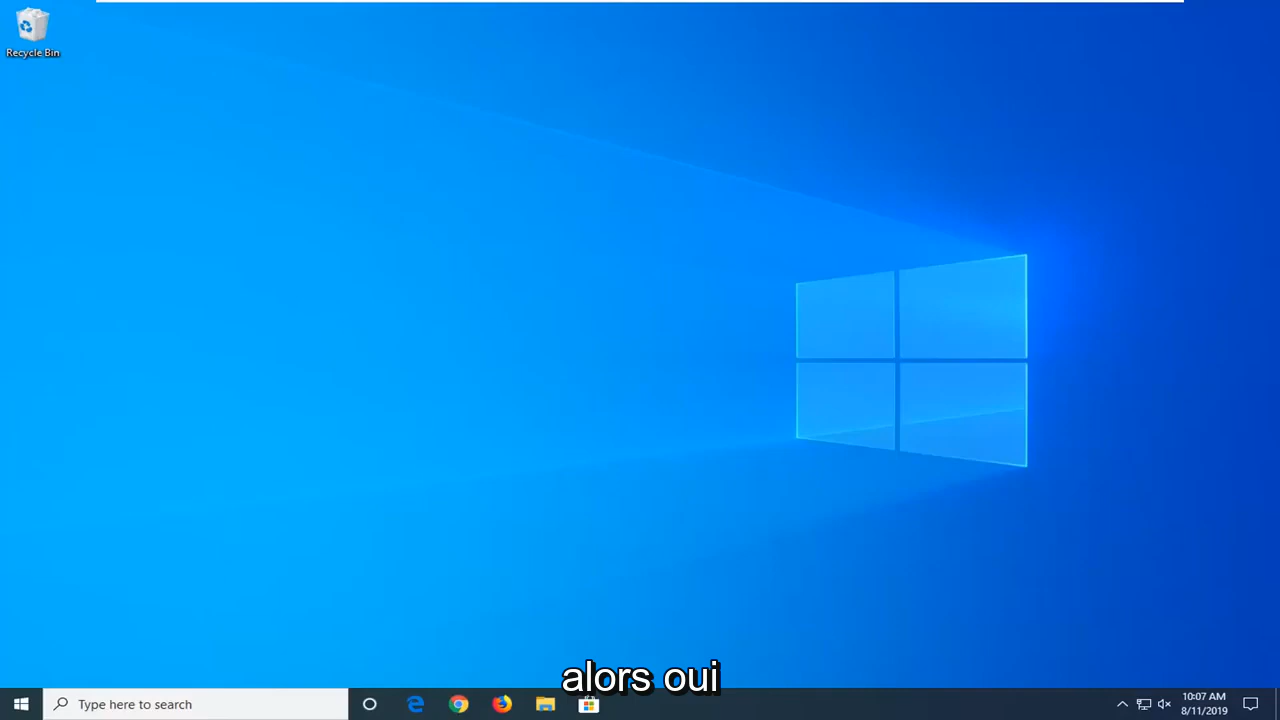 Recycle Bin
alors oui
Type here to search
10:07 AM
8/11/2019